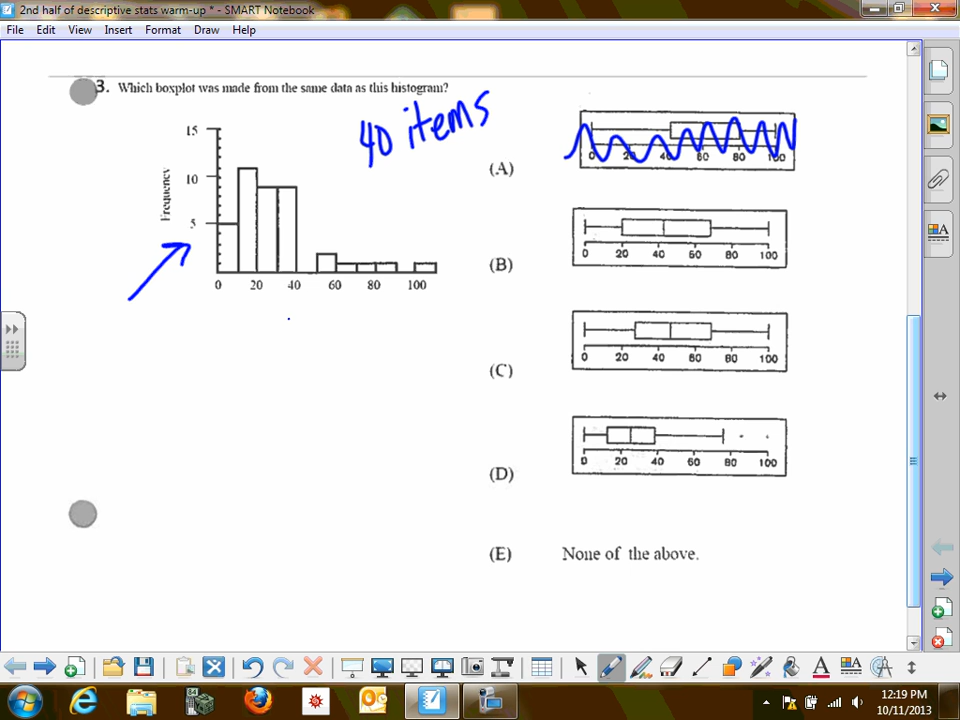 2nd half of descriptive stats warm-up * - SMART Notebook
File Edit View Insert Format Draw Help
3. Which boxplot was made from the same data as this histogram?
40 items
15
10
5
Frequency
0 20 40 60 80 100
(A)
0 20 40 60 80 100
(B)
0 20 40 60 80 100
(C)
0 20 40 60 80 100
(D)
0 20 40 60 80 100
(E) None of the above.
12:19 PM
10/11/2013